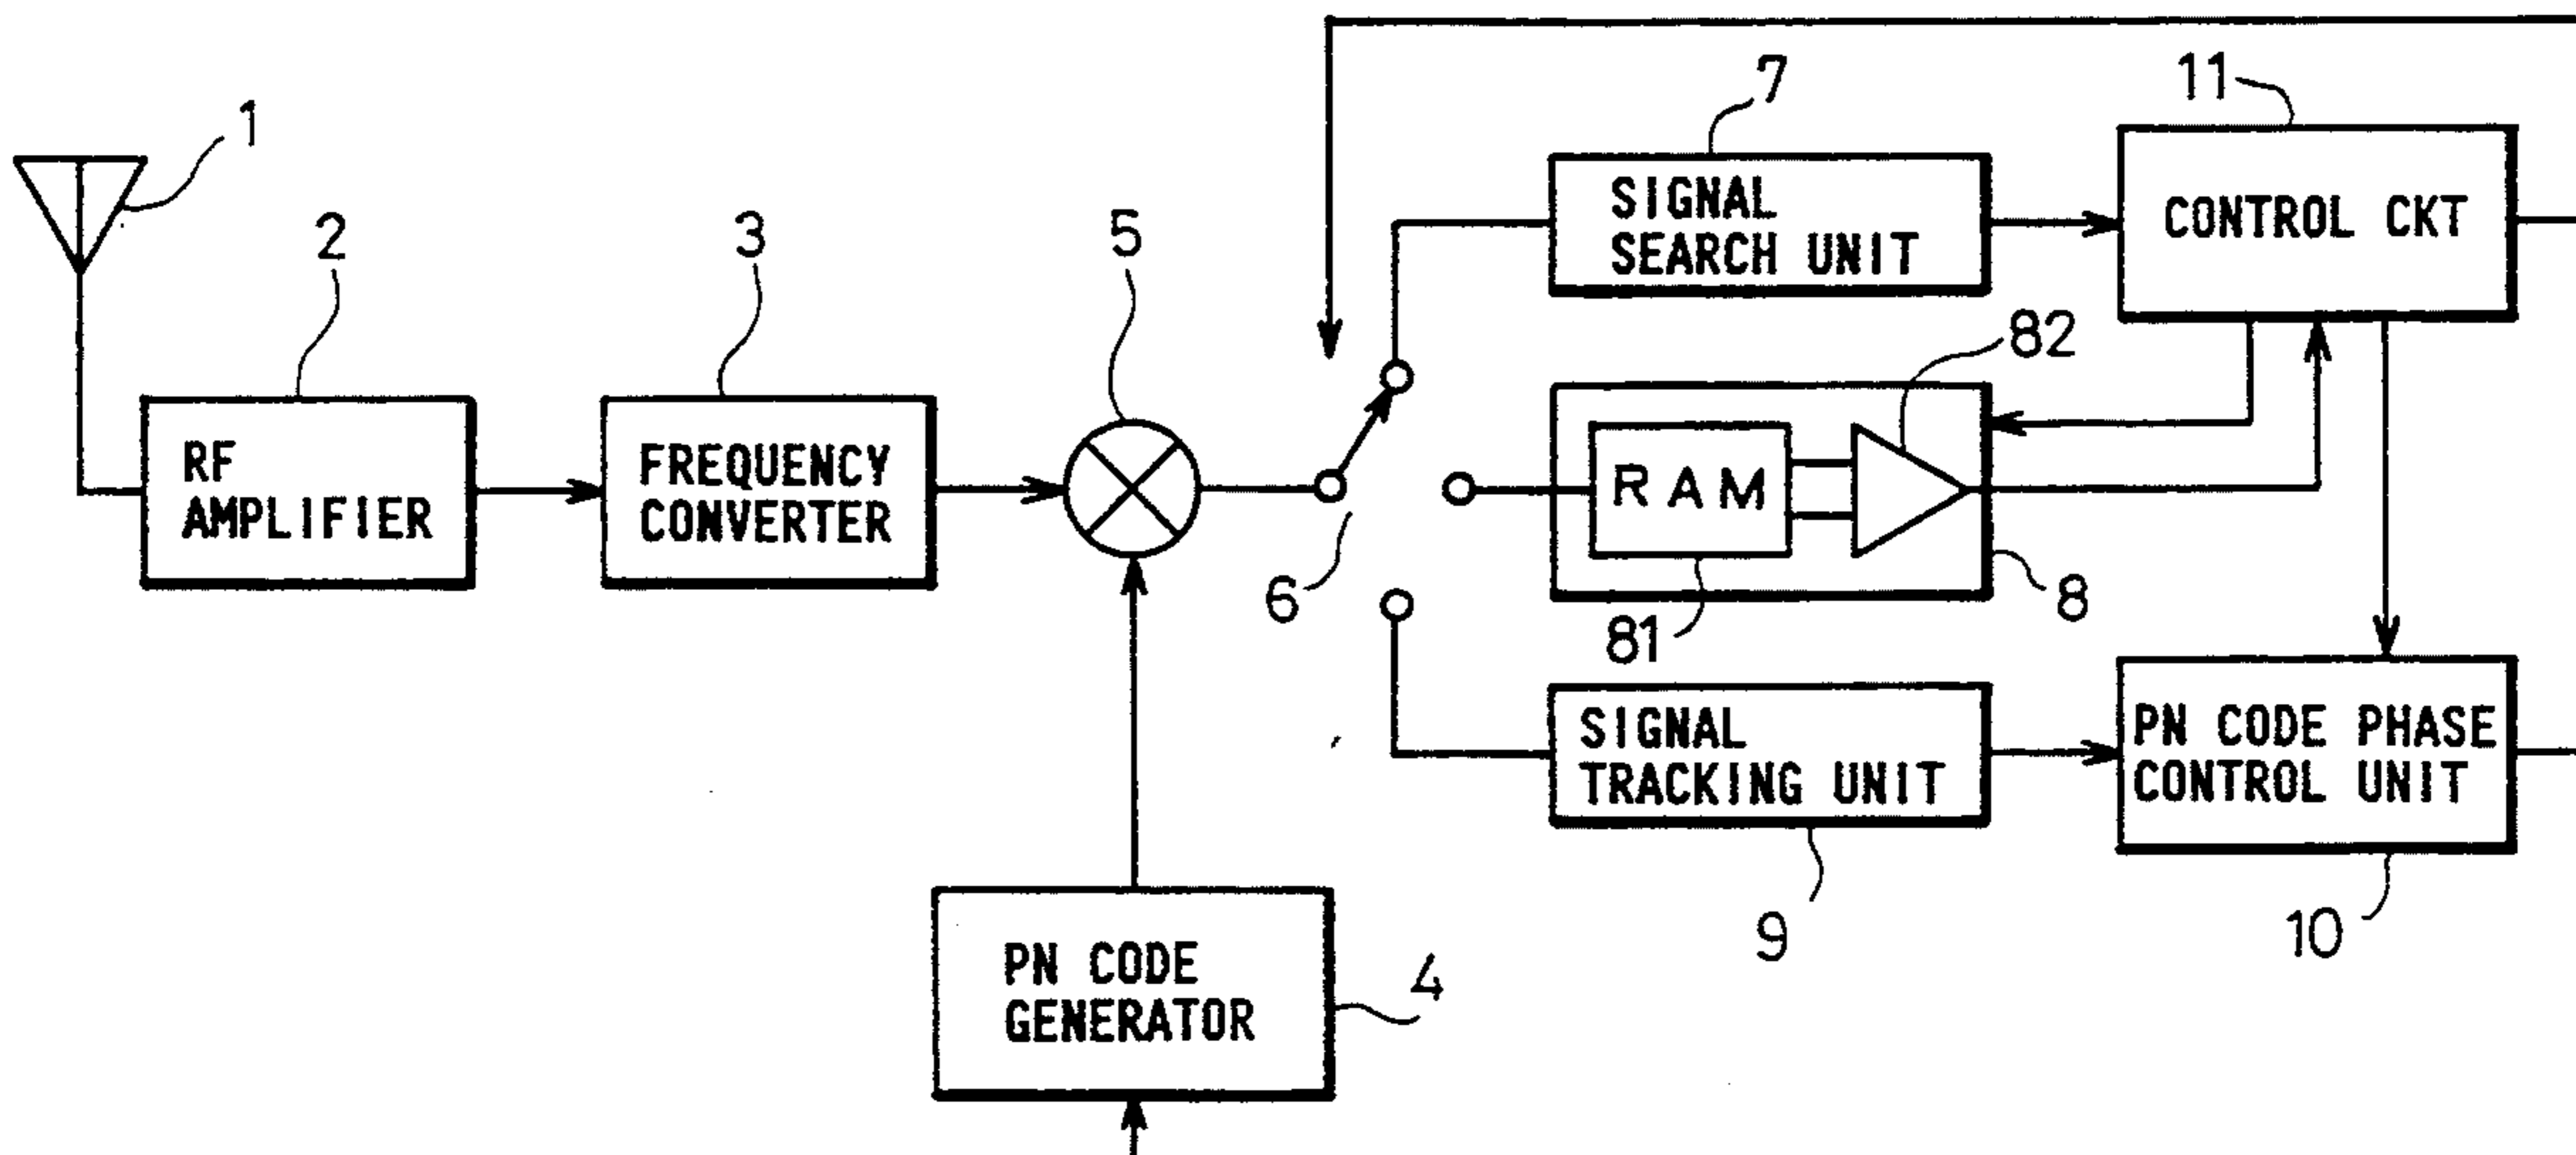 1
2
RF
AMPLIFIER
3
FREQUENCY
CONVERTER
5
6
PN CODE
GENERATOR
4
7
SIGNAL
SEARCH UNIT
11
CONTROL CKT
82
RAM
81
8
SIGNAL
TRACKING UNIT
9
PN CODE PHASE
CONTROL UNIT
10